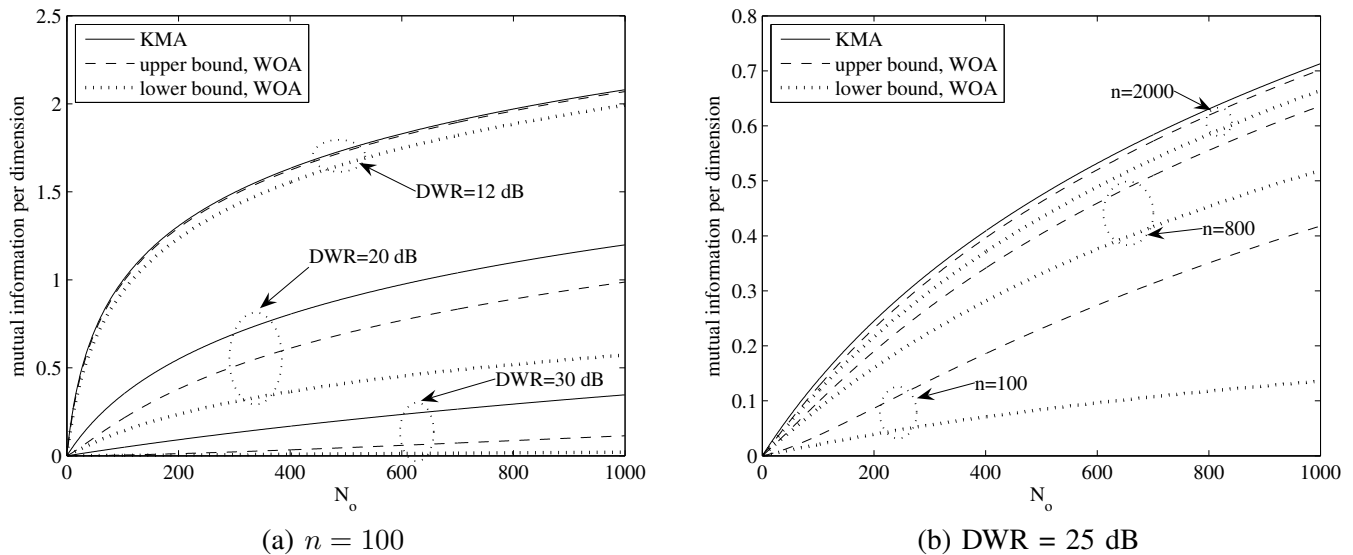 2.5
2
1.5
1
0.5
0
0
200
400
600
800
1000
mutual information per dimension
N_o
KMA
upper bound, WOA
lower bound, WOA
DWR=12 dB
DWR=20 dB
DWR=30 dB
(a) n = 100
0.8
0.7
0.6
0.5
0.4
0.3
0.2
0.1
0
0
200
400
600
800
1000
mutual information per dimension
N_o
KMA
upper bound, WOA
lower bound, WOA
n=2000
n=800
n=100
(b) DWR = 25 dB